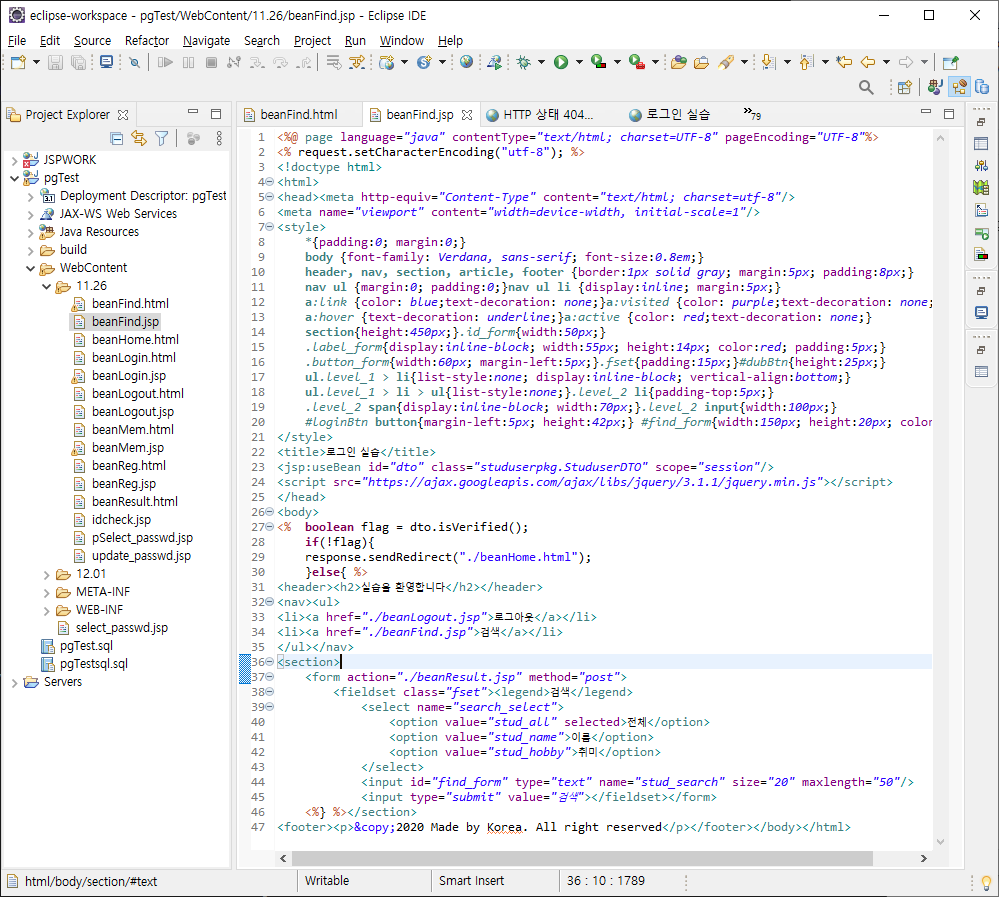 eclipse-workspace - pgTest/WebContent/11.26/beanFind.jsp - Eclipse IDE
File Edit Source Refactor Navigate Search Project Run Window Help
Project Explorer
beanFind.html beanFind.jsp HTTP 상태 404... 로그인 실습 »79
JSPWORK
pgTest
Deployment Descriptor: pgTest
JAX-WS Web Services
Java Resources
build
WebContent
11.26
beanFind.html
beanFind.jsp
beanHome.html
beanLogin.html
beanLogin.jsp
beanLogout.html
beanLogout.jsp
beanMem.html
beanMem.jsp
beanReg.html
beanReg.jsp
beanResult.html
idcheck.jsp
pSelect_passwd.jsp
update_passwd.jsp
12.01
META-INF
WEB-INF
select_passwd.jsp
pgTest.sql
pgTestsql.sql
Servers
1 <%@ page language="java" contentType="text/html; charset=UTF-8" pageEncoding="UTF-8"%>
2 <% request.setCharacterEncoding("utf-8"); %>
3 <!doctype html>
4 <html>
5 <head><meta http-equiv="Content-Type" content="text/html; charset=utf-8"/>
6 <meta name="viewport" content="width=device-width, initial-scale=1"/>
7 <style>
8 *{padding:0; margin:0;}
9 body {font-family: Verdana, sans-serif; font-size:0.8em;}
10 header, nav, section, article, footer {border:1px solid gray; margin:5px; padding:8px;}
11 nav ul {margin:0; padding:0;}nav ul li {display:inline; margin:5px;}
12 a:link {color: blue;text-decoration: none;}a:visited {color: purple;text-decoration: none;
13 a:hover {text-decoration: underline;}a:active {color: red;text-decoration: none;}
14 section{height:450px;}.id_form{width:50px;}
15 .label_form{display:inline-block; width:55px; height:14px; color:red; padding:5px;}
16 .button_form{width:60px; margin-left:5px;}.fset{padding:15px;}#dubBtn{height:25px;}
17 ul.level_1 > li{list-style:none; display:inline-block; vertical-align:bottom;}
18 ul.level_1 > li > ul{list-style:none;}.level_2 li{padding-top:5px;}
19 .level_2 span{display:inline-block; width:70px;}.level_2 input{width:100px;}
20 #loginBtn button{margin-left:5px; height:42px;} #find_form{width:150px; height:20px; color
21 </style>
22 <title>로그인 실습</title>
23 <jsp:useBean id="dto" class="studuserpkg.StuduserDTO" scope="session"/>
24 <script src="https://ajax.googleapis.com/ajax/libs/jquery/3.1.1/jquery.min.js"></script>
25 </head>
26 <body>
27 <% boolean flag = dto.isVerified();
28 if(!flag){
29 response.sendRedirect("./beanHome.html");
30 }else{ %>
31 <header><h2>실습을 환영합니다</h2></header>
32 <nav><ul>
33 <li><a href="./beanLogout.jsp">로그아웃</a></li>
34 <li><a href="./beanFind.jsp">검색</a></li>
35 </ul></nav>
36 <section>
37 <form action="./beanResult.jsp" method="post">
38 <fieldset class="fset"><legend>검색</legend>
39 <select name="search_select">
40 <option value="stud_all" selected>전체</option>
41 <option value="stud_name">이름</option>
42 <option value="stud_hobby">취미</option>
43 </select>
44 <input id="find_form" type="text" name="stud_search" size="20" maxlength="50"/>
45 <input type="submit" value="검색"></fieldset></form>
46 <%} %></section>
47 <footer><p>&copy;2020 Made by Korea. All right reserved</p></footer></body></html>
html/body/section/#text Writable Smart Insert 36 : 10 : 1789